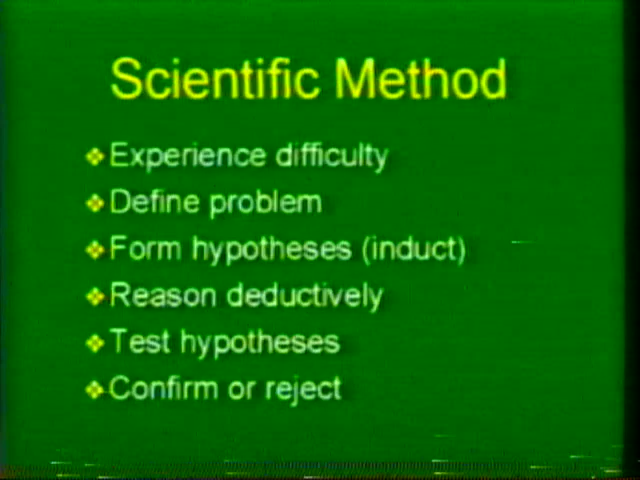 Scientific Method
Experience difficulty
Define problem
Form hypotheses (induct)
Reason deductively
Test hypotheses
Confirm or reject